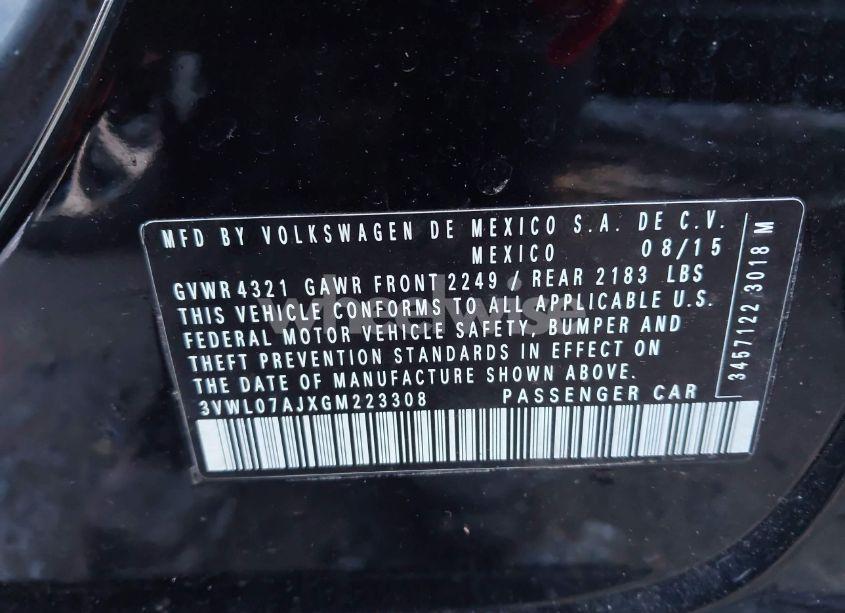 MFD BY VOLKSWAGEN DE MEXICO S.A. DE C.V.
MEXICO 08/15
GVWR 4321 GAWR FRONT 2249 / REAR 2183 LBS
THIS VEHICLE CONFORMS TO ALL APPLICABLE U.S.
FEDERAL MOTOR VEHICLE SAFETY, BUMPER AND
THEFT PREVENTION STANDARDS IN EFFECT ON
THE DATE OF MANUFACTURE SHOWN ABOVE.
3VWL07AJXGM223308 PASSENGER CAR
3457122 3018 M
wheelwise